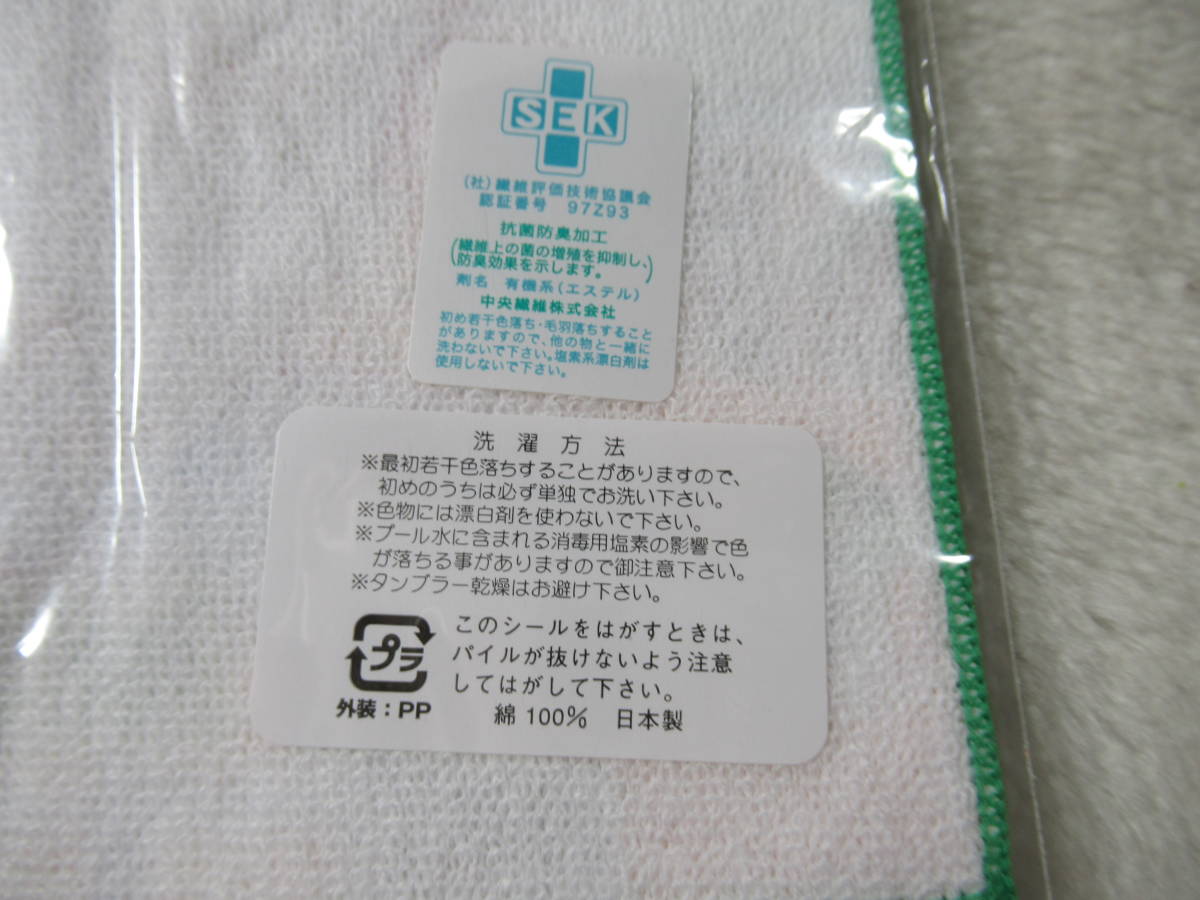 SEK
(社)繊維評価技術協議会
認証番号 97Z93
抗菌防臭加工
(繊維上の菌の増殖を抑制し、
防臭効果を示します。)
剤名 有機系(エステル)
中央繊維株式会社
初め若干色落ち・毛羽落ちすること
がありますので、他の物と一緒に
洗わないで下さい。塩素系漂白剤は
使用しないで下さい。
洗濯方法
※最初若干色落ちすることがありますので、
初めのうちは必ず単独でお洗い下さい。
※色物には漂白剤を使わないで下さい。
※プール水に含まれる消毒用塩素の影響で色
が落ちる事がありますので御注意下さい。
※タンブラー乾燥はお避け下さい。
プラ
外装:PP
このシールをはがすときは、
パイルが抜けないよう注意
してはがして下さい。
綿100% 日本製